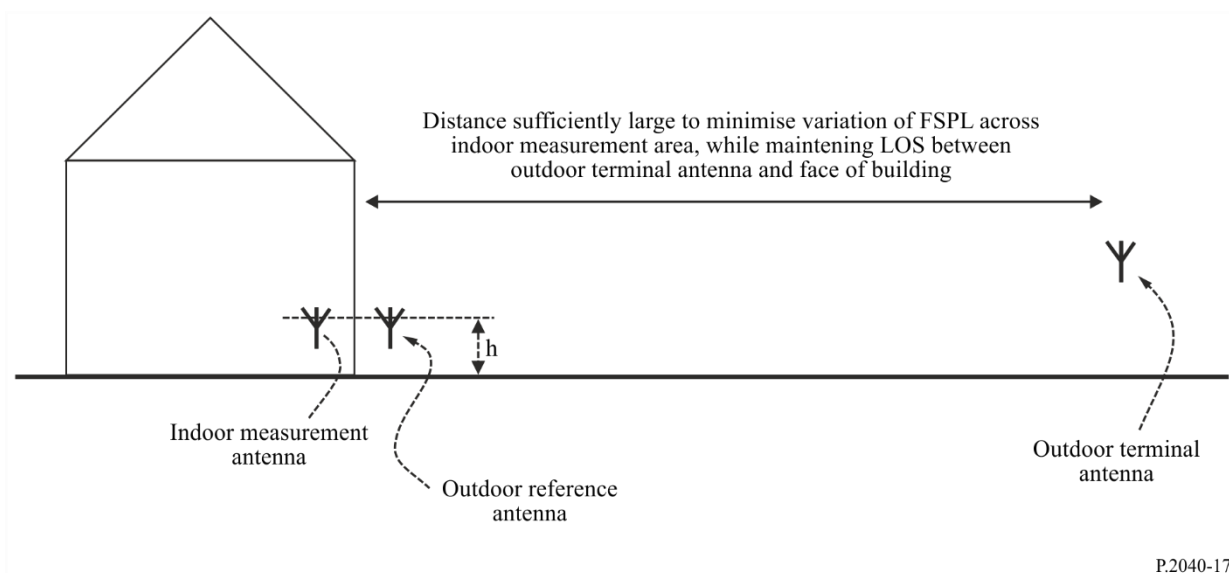 Distance sufficiently large to minimise variation of FSPL across
indoor measurement area, while maintening LOS between
outdoor terminal antenna and face of building
h
Indoor measurement
antenna
Outdoor reference
antenna
Outdoor terminal
antenna
P.2040-17